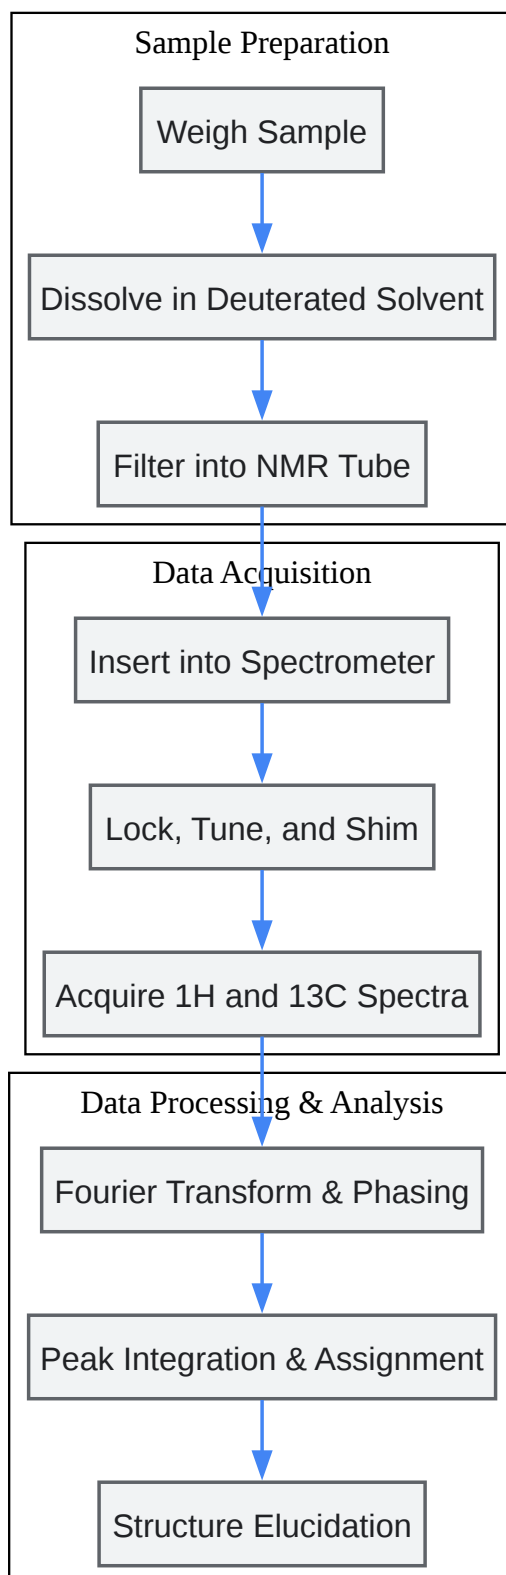 Sample Preparation
Weigh Sample
Dissolve in Deuterated Solvent
Filter into NMR Tube
Data Acquisition
Insert into Spectrometer
Lock, Tune, and Shim
Acquire 1H and 13C Spectra
Data Processing & Analysis
Fourier Transform & Phasing
Peak Integration & Assignment
Structure Elucidation